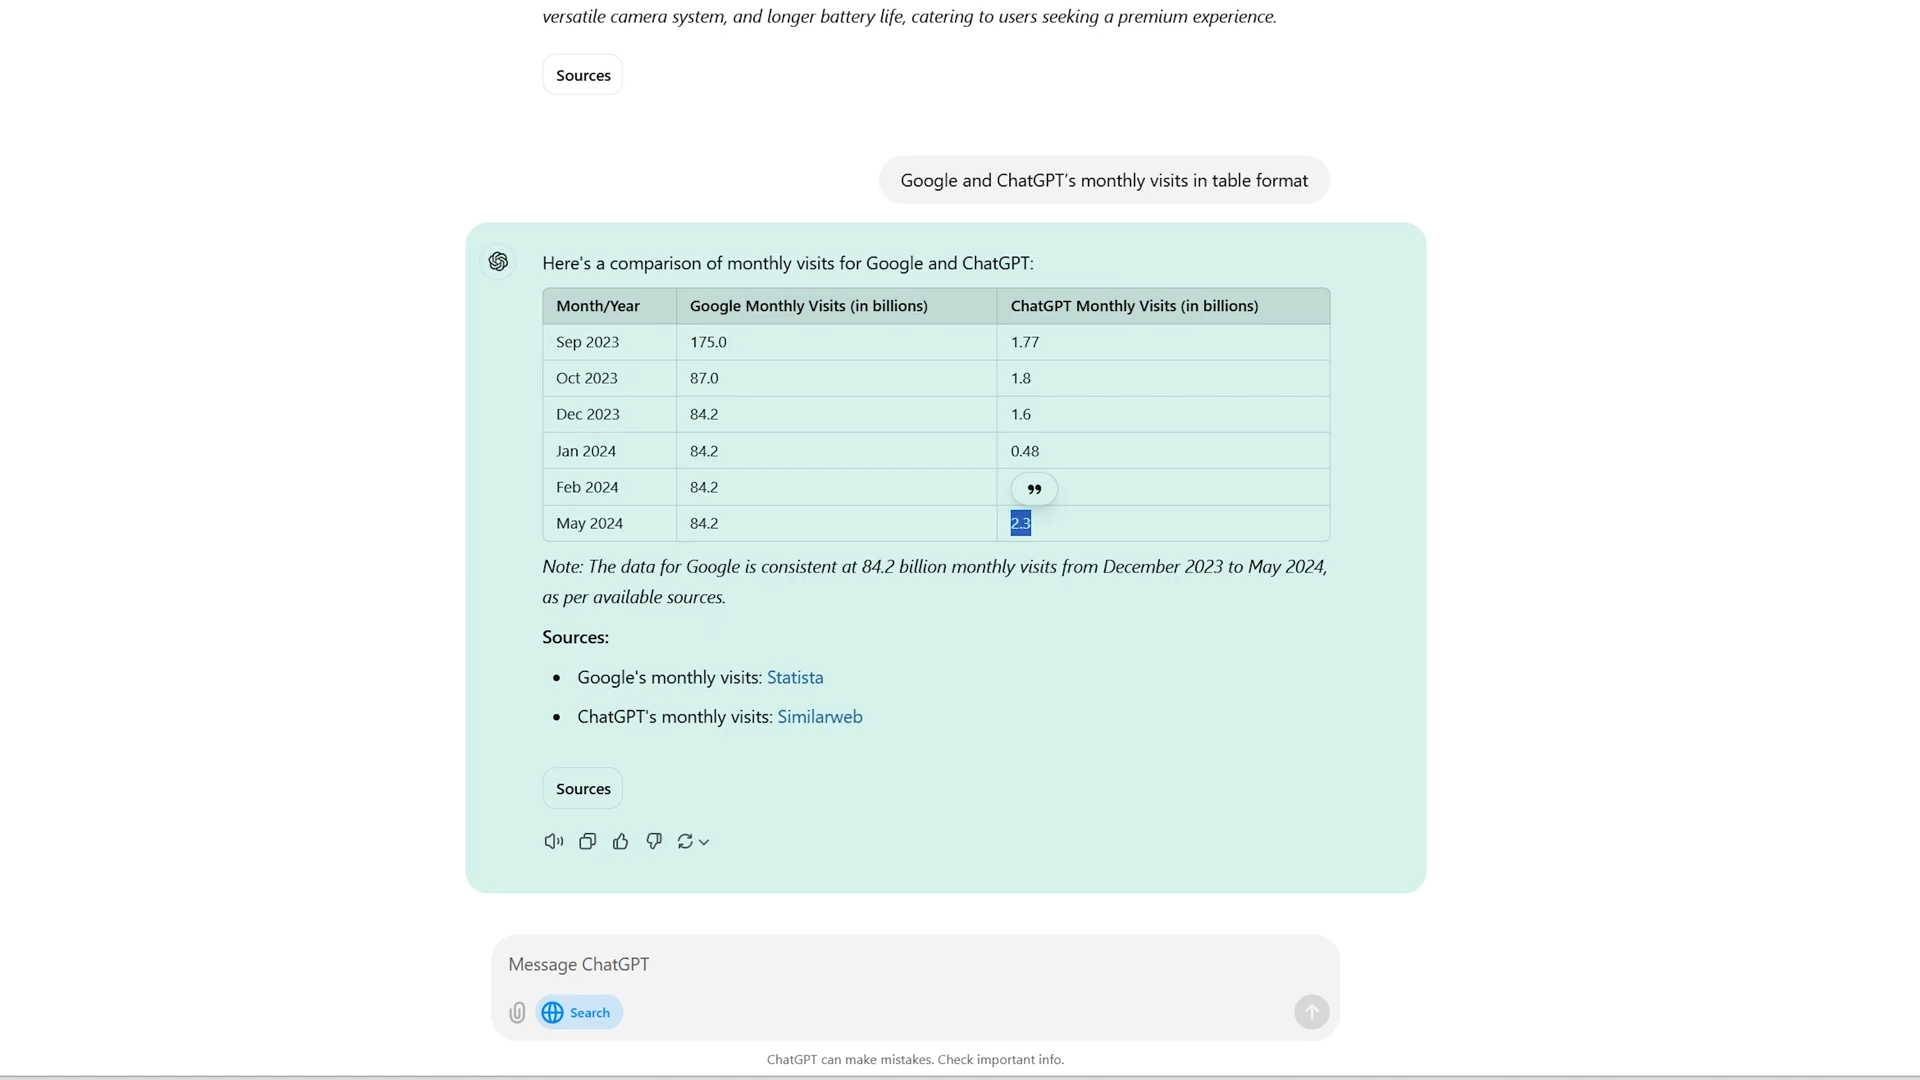 versatile camera system, and longer battery life, catering to users seeking a premium experience.
Sources
Google and ChatGPT's monthly visits in table format
Here's a comparison of monthly visits for Google and ChatGPT:
Month/Year Google Monthly Visits (in billions) ChatGPT Monthly Visits (in billions)
Sep 2023 175.0 1.77
Oct 2023 87.0 1.8
Dec 2023 84.2 1.6
Jan 2024 84.2 0.48
Feb 2024 84.2
May 2024 84.2 2.3
Note: The data for Google is consistent at 84.2 billion monthly visits from December 2023 to May 2024,
as per available sources.
Sources:
• Google's monthly visits: Statista
• ChatGPT's monthly visits: Similarweb
Sources
Message ChatGPT
Search
ChatGPT can make mistakes. Check important info.